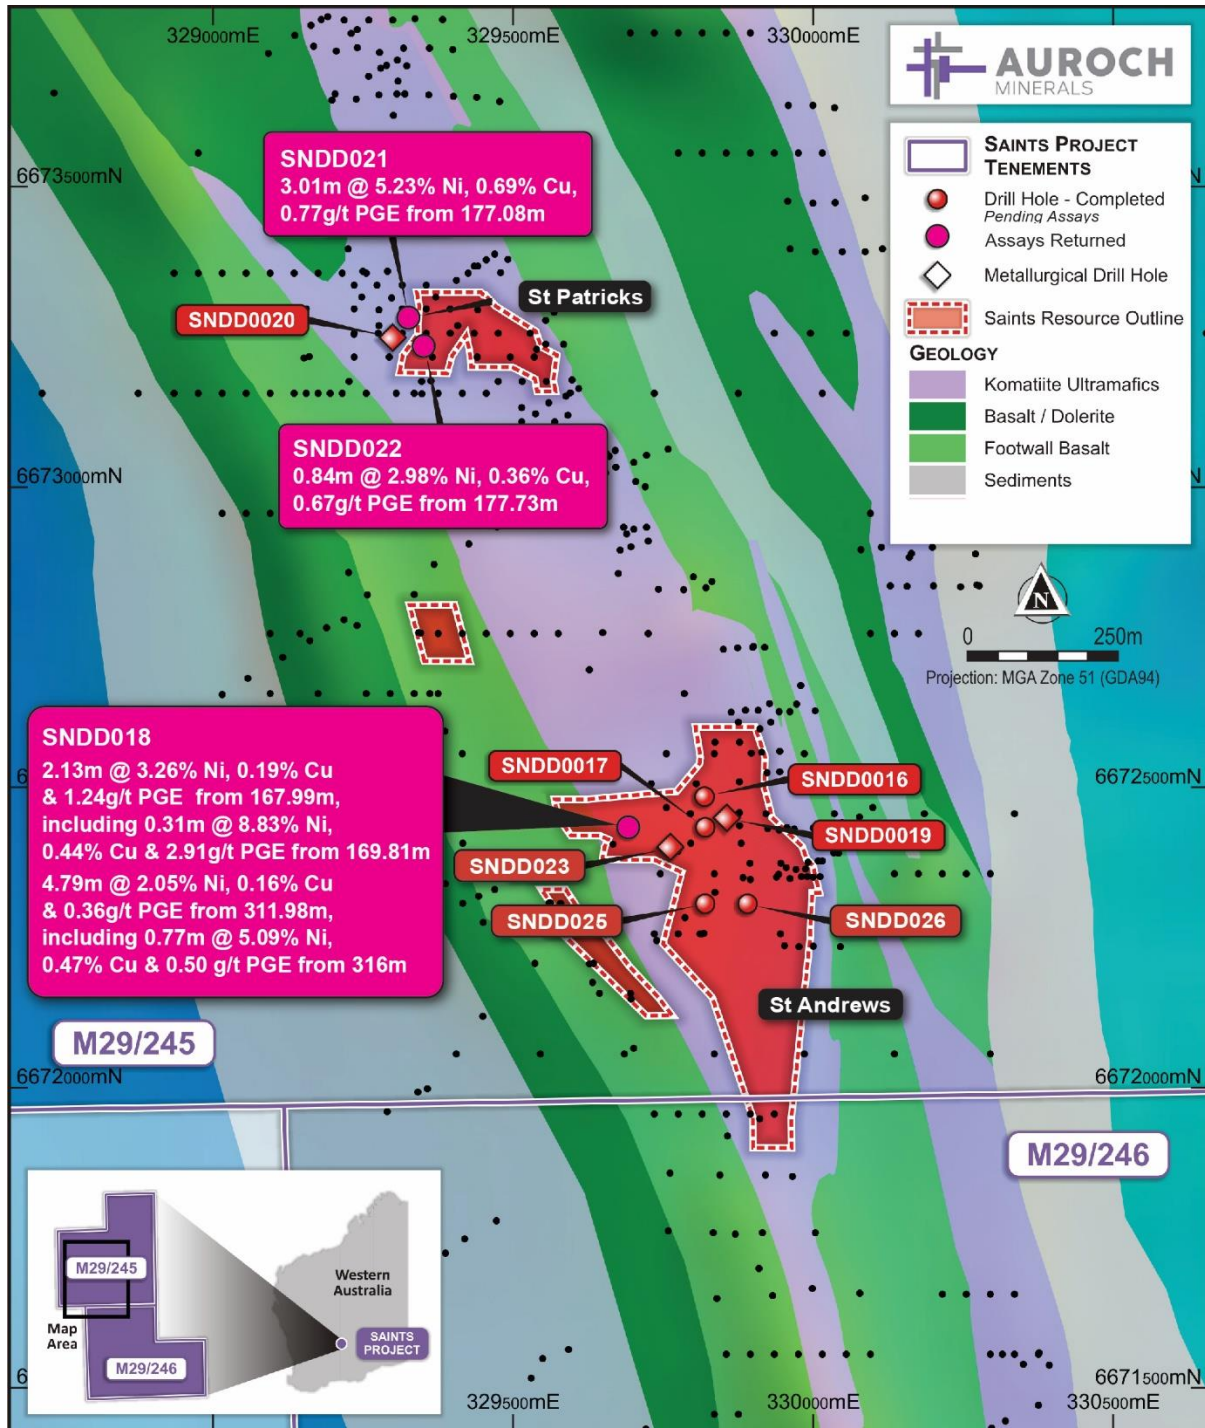 329000mE
329500mE
330000mE
AUROCH
MINERALS
SAINTS PROJECT
TENEMENTS
Drill Hole - Completed
Pending Assays
Assays Returned
Metallurgical Drill Hole
Saints Resource Outline
GEOLOGY
Komatiite Ultramafics
Basalt / Dolerite
Footwall Basalt
Sediments
6673500mN
SNDD021
3.01m @ 5.23% Ni, 0.69% Cu,
0.77g/t PGE from 177.08m
St Patricks
SNDD0020
SNDD022
0.84m @ 2.98% Ni, 0.36% Cu,
0.67g/t PGE from 177.73m
6673000mN
N
0 250m
Projection: MGA Zone 51 (GDA94)
SNDD018
2.13m @ 3.26% Ni, 0.19% Cu
& 1.24g/t PGE from 167.99m,
including 0.31m @ 8.83% Ni,
0.44% Cu & 2.91g/t PGE from 169.81m
4.79m @ 2.05% Ni, 0.16% Cu
& 0.36g/t PGE from 311.98m,
including 0.77m @ 5.09% Ni,
0.47% Cu & 0.50 g/t PGE from 316m
SNDD0017
SNDD0016
6672500mN
SNDD0019
SNDD023
SNDD025
SNDD026
St Andrews
M29/245
6672000mN
6672000mN
M29/246
M29/245
Map
Area
M29/246
Western
Australia
SAINTS
PROJECT
6671500mN
329500mE
330000mE
330500mE